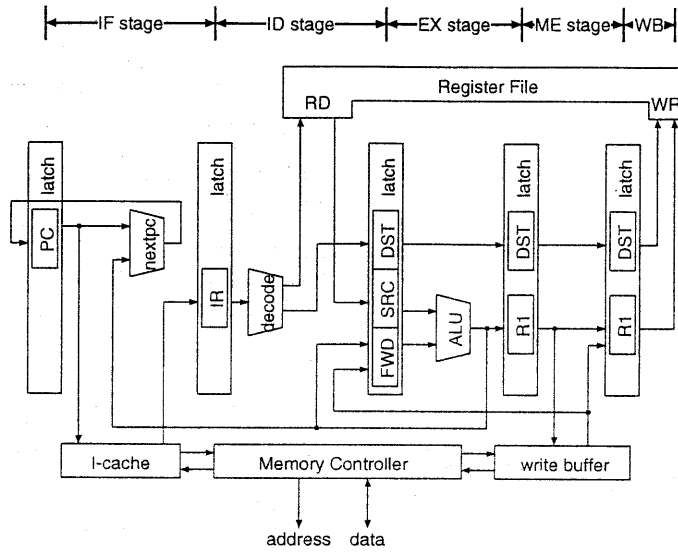 IF stage ID stage EX stage ME stage WB
Register File
RD WR
latch latch latch latch latch
PC nextpc IR decode DST SRC FWD ALU DST R1 DST R1
I-cache Memory Controller write buffer
address data